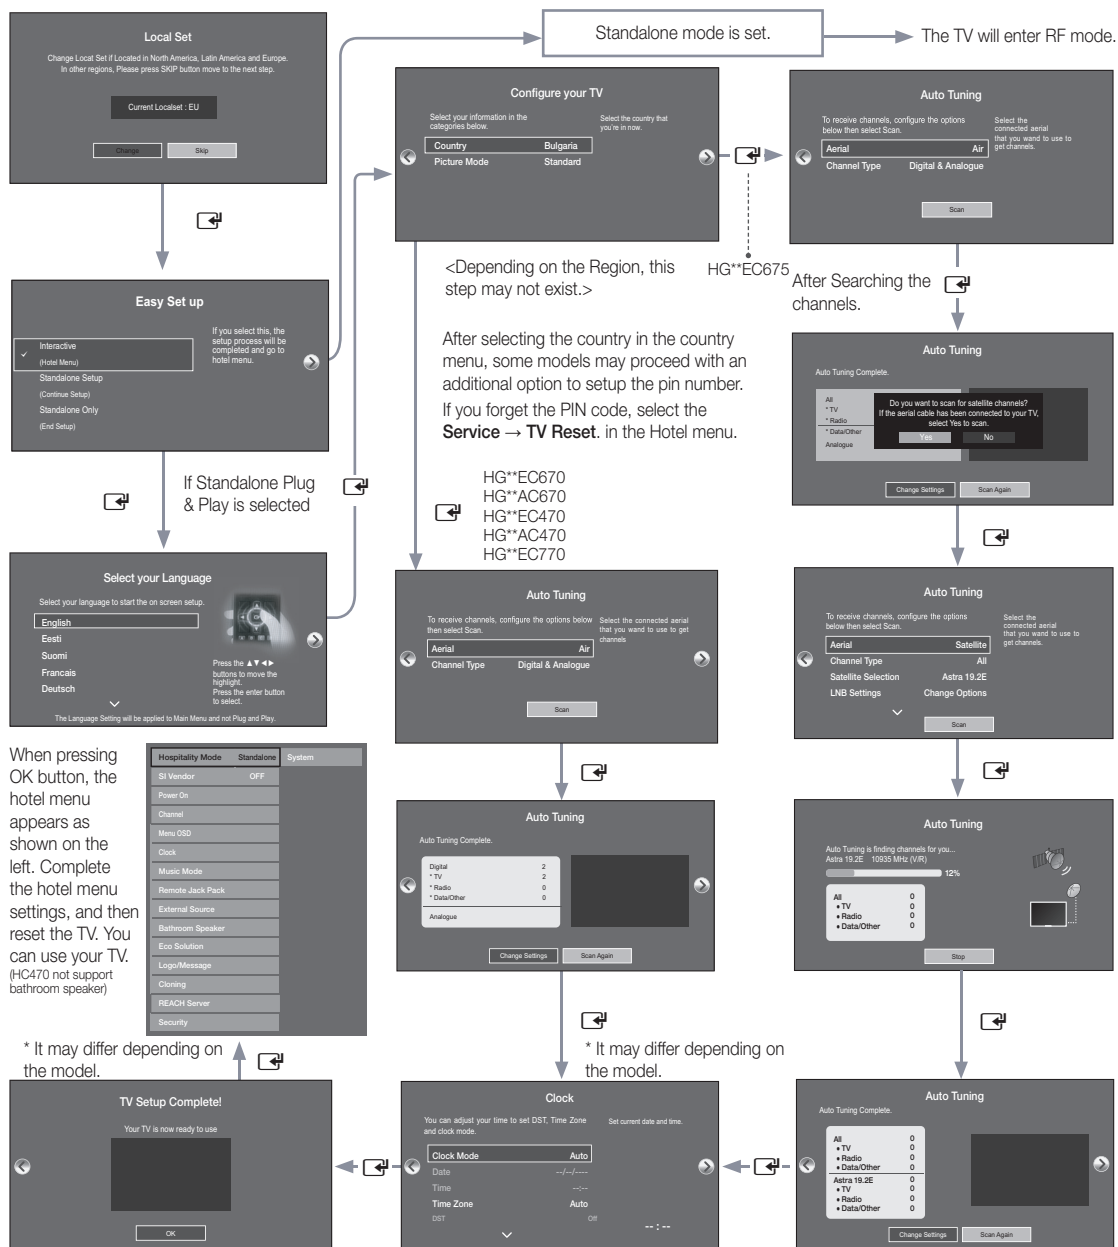 Local Set
Change Locat Set if Located in North America, Latin America and Europe.
In other regions, Please press SKIP button move to the next step.
Current Localset : EU
Change
Skip
Standalone mode is set.
The TV will enter RF mode.
Configure your TV
Select your information in the
categories below.
Select the country that
you're in now.
Country Bulgaria
Picture Mode Standard
HG**EC675
Auto Tuning
To receive channels, configure the options
below then select Scan.
Select the
connected aerial
that you wand to use to
get channels.
Aerial Air
Channel Type Digital & Analogue
Scan
<Depending on the Region, this
step may not exist.>
After Searching the
channels.
Easy Set up
Interactive
(Hotel Menu)
Standalone Setup
(Continue Setup)
Standalone Only
(End Setup)
If you select this, the
setup process will be
completed and go to
hotel menu.
After selecting the country in the country
menu, some models may proceed with an
additional option to setup the pin number.
If you forget the PIN code, select the
Service → TV Reset. in the Hotel menu.
Auto Tuning
Auto Tuning Complete.
All
* TV
* Radio
* Data/Other
Analogue
Do you want to scan for satellite channels?
If the aerial cable has been connected to your TV,
select Yes to scan.
Yes
No
Change Settings
Scan Again
If Standalone Plug
& Play is selected
HG**EC670
HG**AC670
HG**EC470
HG**AC470
HG**EC770
Select your Language
Select your language to start the on screen setup.
English
Eesti
Suomi
Francais
Deutsch
Press the ▲▼◄►
buttons to move the
highlight.
Press the enter button
to select.
The Language Setting will be applied to Main Menu and not Plug and Play.
Auto Tuning
To receive channels, configure the options below
then select Scan.
Select the connected aerial
that you wand to use to get
channels
Aerial Air
Channel Type Digital & Analogue
Scan
Auto Tuning
To receive channels, configure the options
below then select Scan.
Select the
connected aerial
that you wand to use to
get channels.
Aerial Satellite
Channel Type All
Satellite Selection Astra 19.2E
LNB Settings Change Options
Scan
When pressing
OK button, the
hotel menu
appears as
shown on the
left. Complete
the hotel menu
settings, and then
reset the TV. You
can use your TV.
(HC470 not support
bathroom speaker)
Hospitality Mode Standalone System
SI Vendor OFF
Power On
Channel
Menu OSD
Clock
Music Mode
Remote Jack Pack
External Source
Bathroom Speaker
Eco Solution
Logo/Message
Cloning
REACH Server
Security
* It may differ depending on
the model.
Auto Tuning
Auto Tuning Complete.
Digital 2
* TV 2
* Radio 0
* Data/Other 0
Analogue
Change Settings
Scan Again
* It may differ depending on
the model.
Auto Tuning
Auto Tuning is finding channels for you...
Astra 19.2E 10935 MHz (V/R)
12%
All 0
• TV 0
• Radio 0
• Data/Other 0
Stop
TV Setup Complete!
Your TV is now ready to use
OK
Clock
You can adjust your time to set DST, Time Zone
and clock mode.
Set current date and time.
Clock Mode Auto
Date --/--/----
Time --:--
Time Zone Auto
DST Off
-- : --
Auto Tuning
Auto Tuning Complete.
All 0
• TV 0
• Radio 0
• Data/Other 0
Astra 19.2E 0
• TV 0
• Radio 0
• Data/Other 0
Change Settings
Scan Again